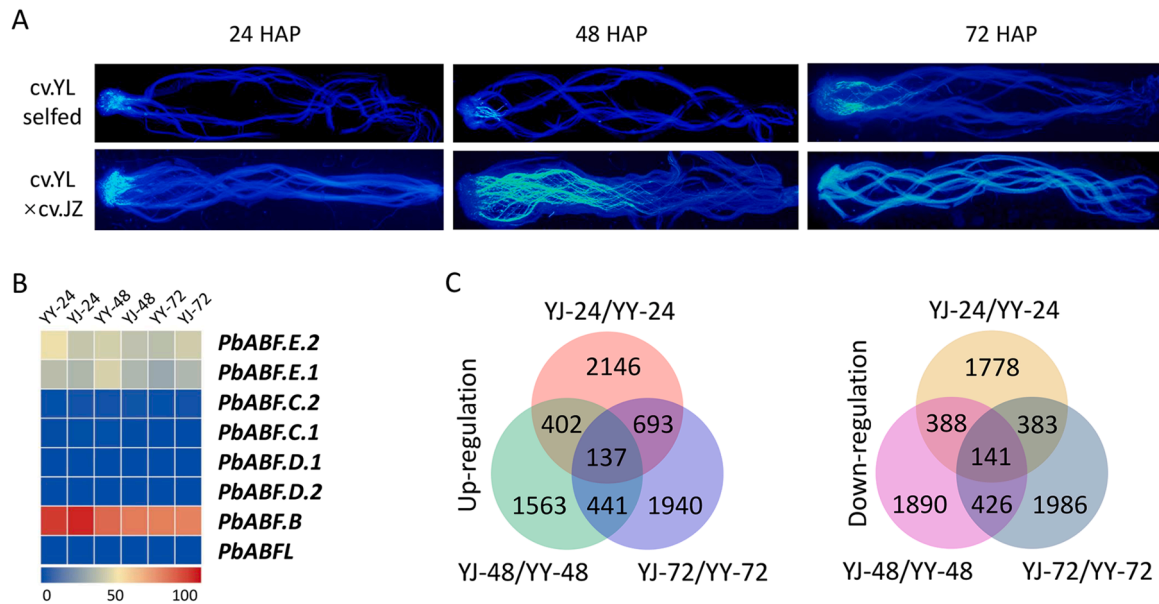 A
24 HAP
48 HAP
72 HAP
cv.YL
selfed
cv.YL
×cv.JZ
B
YY-24
YJ-24
YY-48
YJ-48
YY-72
YJ-72
PbABF.E.2
PbABF.E.1
PbABF.C.2
PbABF.C.1
PbABF.D.1
PbABF.D.2
PbABF.B
PbABFL
0 50 100
C
YJ-24/YY-24
Up-regulation
2146
402
693
137
1563
441
1940
YJ-48/YY-48
YJ-72/YY-72
YJ-24/YY-24
Down-regulation
1778
388
383
141
1890
426
1986
YJ-48/YY-48
YJ-72/YY-72